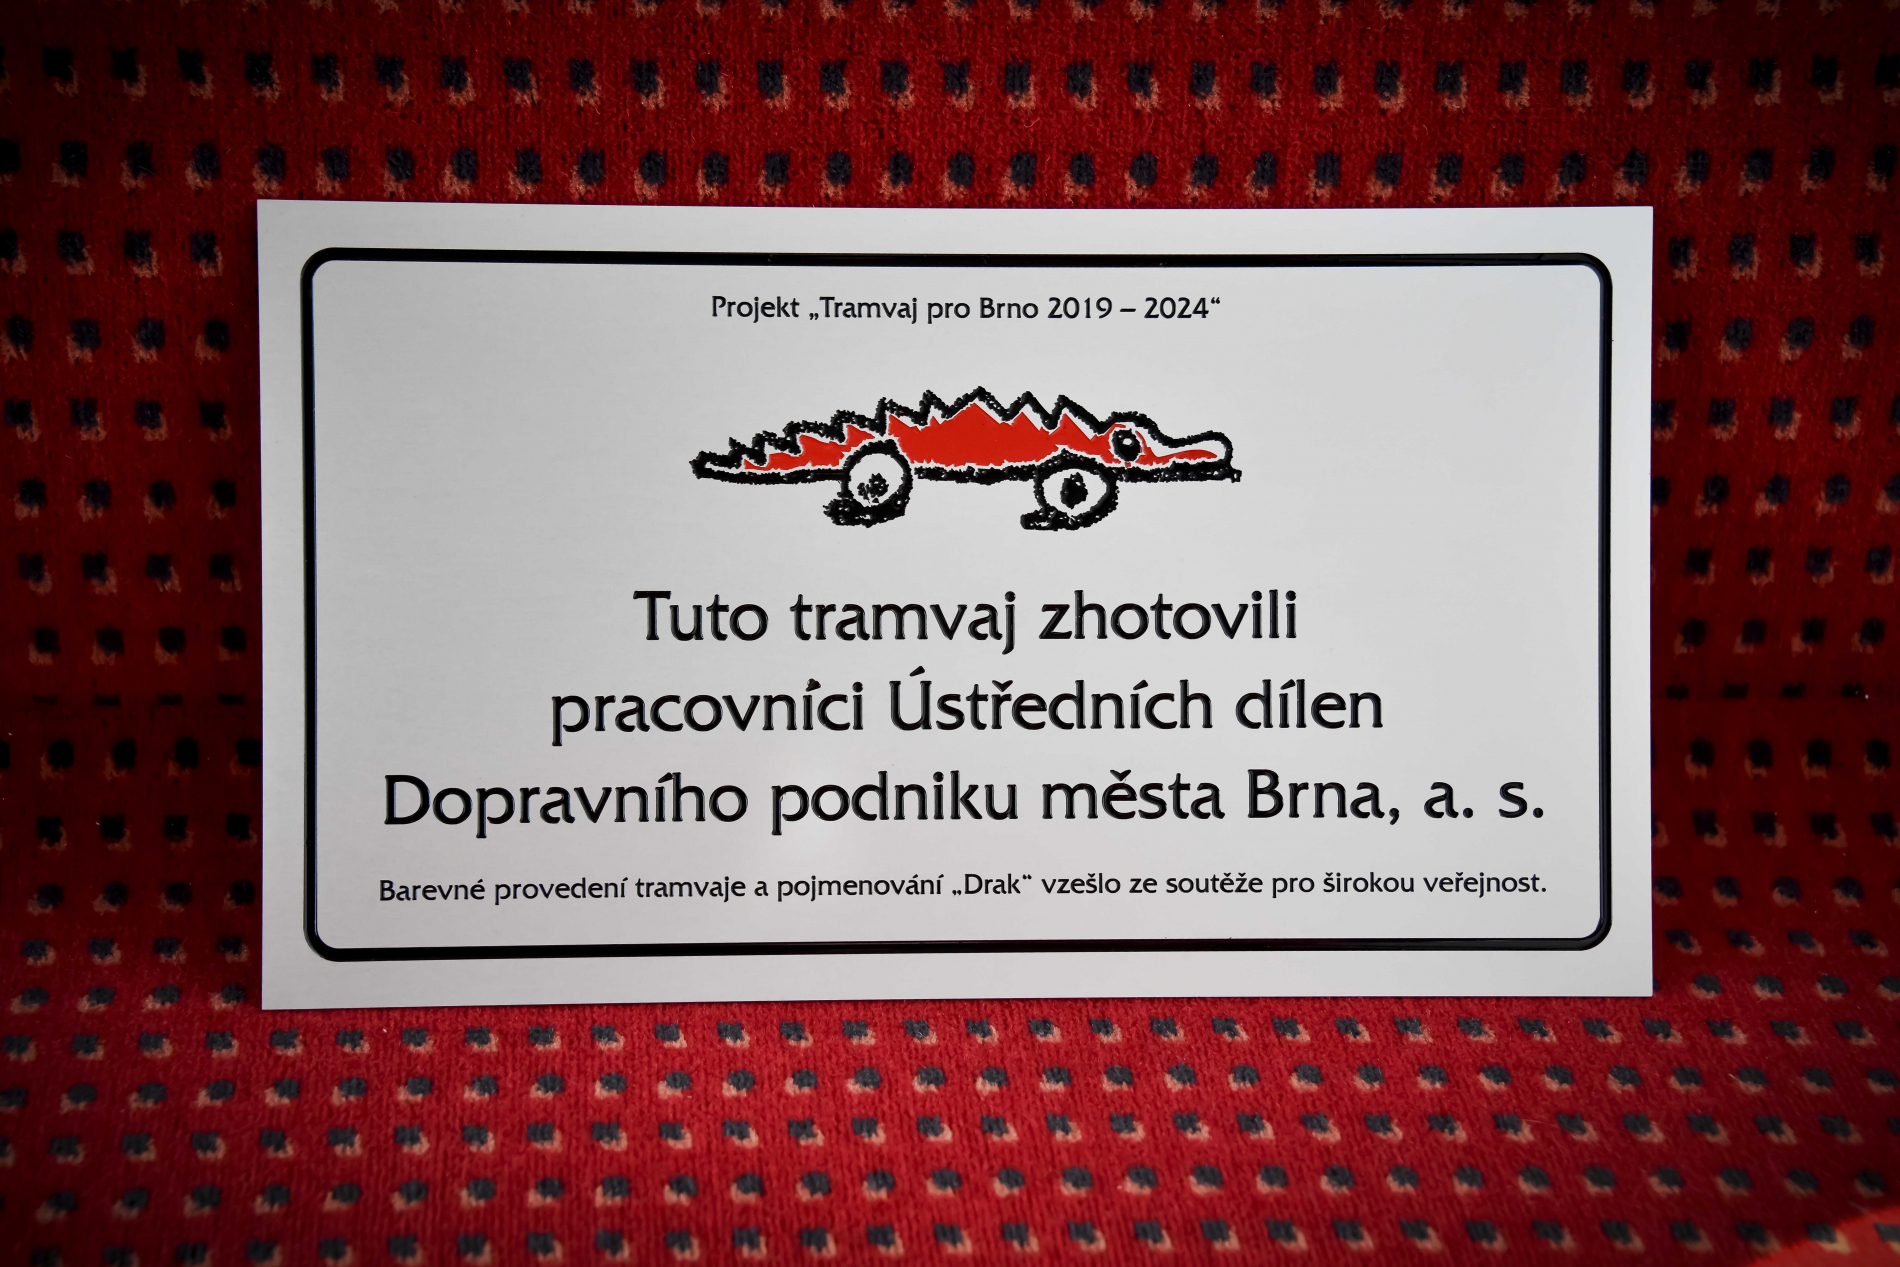 Projekt „Tramvaj pro Brno 2019 – 2024“
Tuto tramvaj zhotovili
pracovníci Ústředních dílen
Dopravního podniku města Brna, a. s.
Barevné provedení tramvaje a pojmenování „Drak“ vzešlo ze soutěže pro širokou veřejnost.